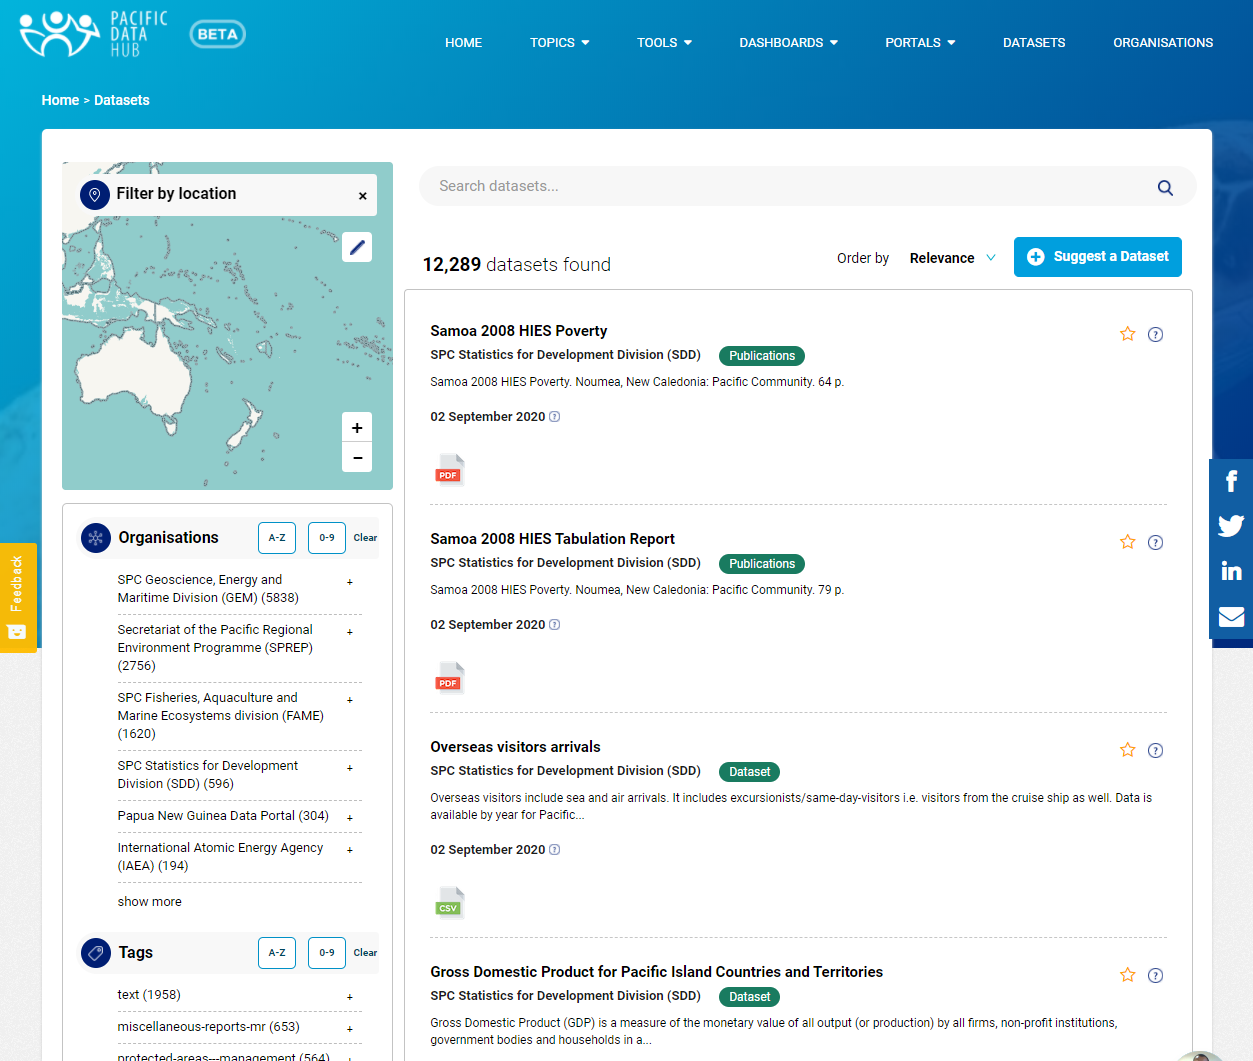 PACIFIC
DATA
HUB
BETA
HOME
TOPICS
TOOLS
DASHBOARDS
PORTALS
DATASETS
ORGANISATIONS
Home > Datasets
Filter by location
×
+
−
Organisations
A-Z
0-9
Clear
SPC Geoscience, Energy and
Maritime Division (GEM) (5838)
+
Secretariat of the Pacific Regional
Environment Programme (SPREP)
(2756)
+
SPC Fisheries, Aquaculture and
Marine Ecosystems division (FAME)
(1620)
+
SPC Statistics for Development
Division (SDD) (596)
+
Papua New Guinea Data Portal (304)
+
International Atomic Energy Agency
(IAEA) (194)
+
show more
Tags
A-Z
0-9
Clear
text (1958)
+
miscellaneous-reports-mr (653)
+
protected-areas---management (564)
+
Search datasets...
12,289 datasets found
Order by
Relevance
Suggest a Dataset
Samoa 2008 HIES Poverty
?
SPC Statistics for Development Division (SDD)
Publications
Samoa 2008 HIES Poverty. Noumea, New Caledonia: Pacific Community. 64 p.
02 September 2020 ?
PDF
Samoa 2008 HIES Tabulation Report
?
SPC Statistics for Development Division (SDD)
Publications
Samoa 2008 HIES Poverty. Noumea, New Caledonia: Pacific Community. 79 p.
02 September 2020 ?
PDF
Overseas visitors arrivals
?
SPC Statistics for Development Division (SDD)
Dataset
Overseas visitors include sea and air arrivals. It includes excursionists/same-day-visitors i.e. visitors from the cruise ship as well. Data is
available by year for Pacific...
02 September 2020 ?
CSV
Gross Domestic Product for Pacific Island Countries and Territories
?
SPC Statistics for Development Division (SDD)
Dataset
Gross Domestic Product (GDP) is a measure of the monetary value of all output (or production) by all firms, non-profit institutions,
government bodies and households in a...
Feedback
f
in